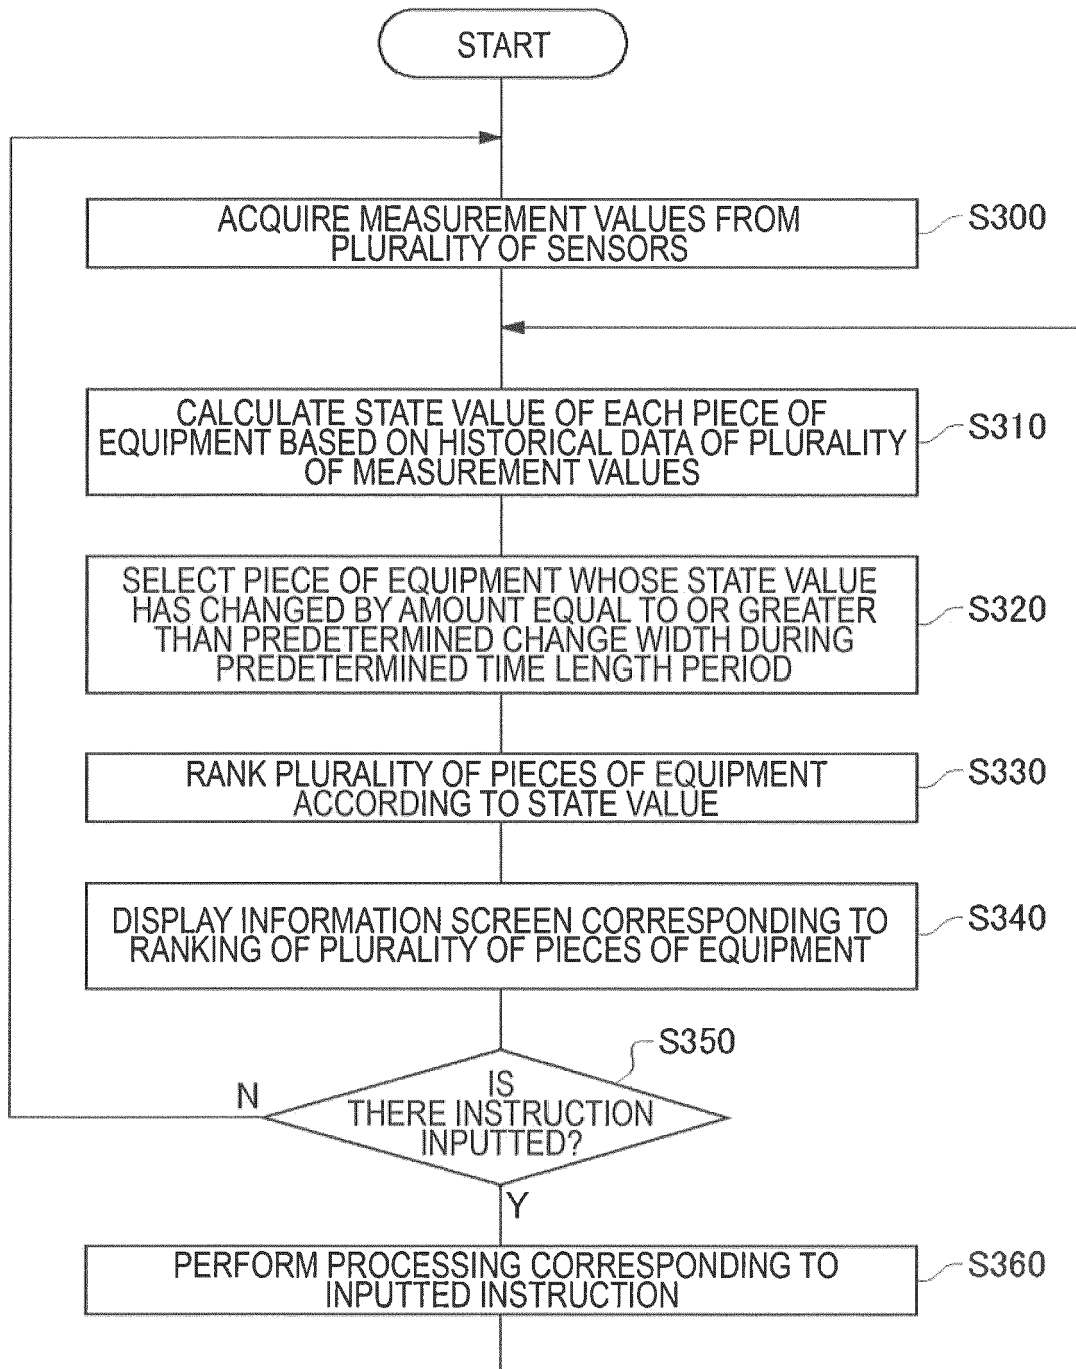 START
ACQUIRE MEASUREMENT VALUES FROM
PLURALITY OF SENSORS
S300
CALCULATE STATE VALUE OF EACH PIECE OF
EQUIPMENT BASED ON HISTORICAL DATA OF PLURALITY
OF MEASUREMENT VALUES
S310
SELECT PIECE OF EQUIPMENT WHOSE STATE VALUE
HAS CHANGED BY AMOUNT EQUAL TO OR GREATER
THAN PREDETERMINED CHANGE WIDTH DURING
PREDETERMINED TIME LENGTH PERIOD
S320
RANK PLURALITY OF PIECES OF EQUIPMENT
ACCORDING TO STATE VALUE
S330
DISPLAY INFORMATION SCREEN CORRESPONDING TO
RANKING OF PLURALITY OF PIECES OF EQUIPMENT
S340
S350
IS
THERE INSTRUCTION
INPUTTED?
N
Y
PERFORM PROCESSING CORRESPONDING TO
INPUTTED INSTRUCTION
S360